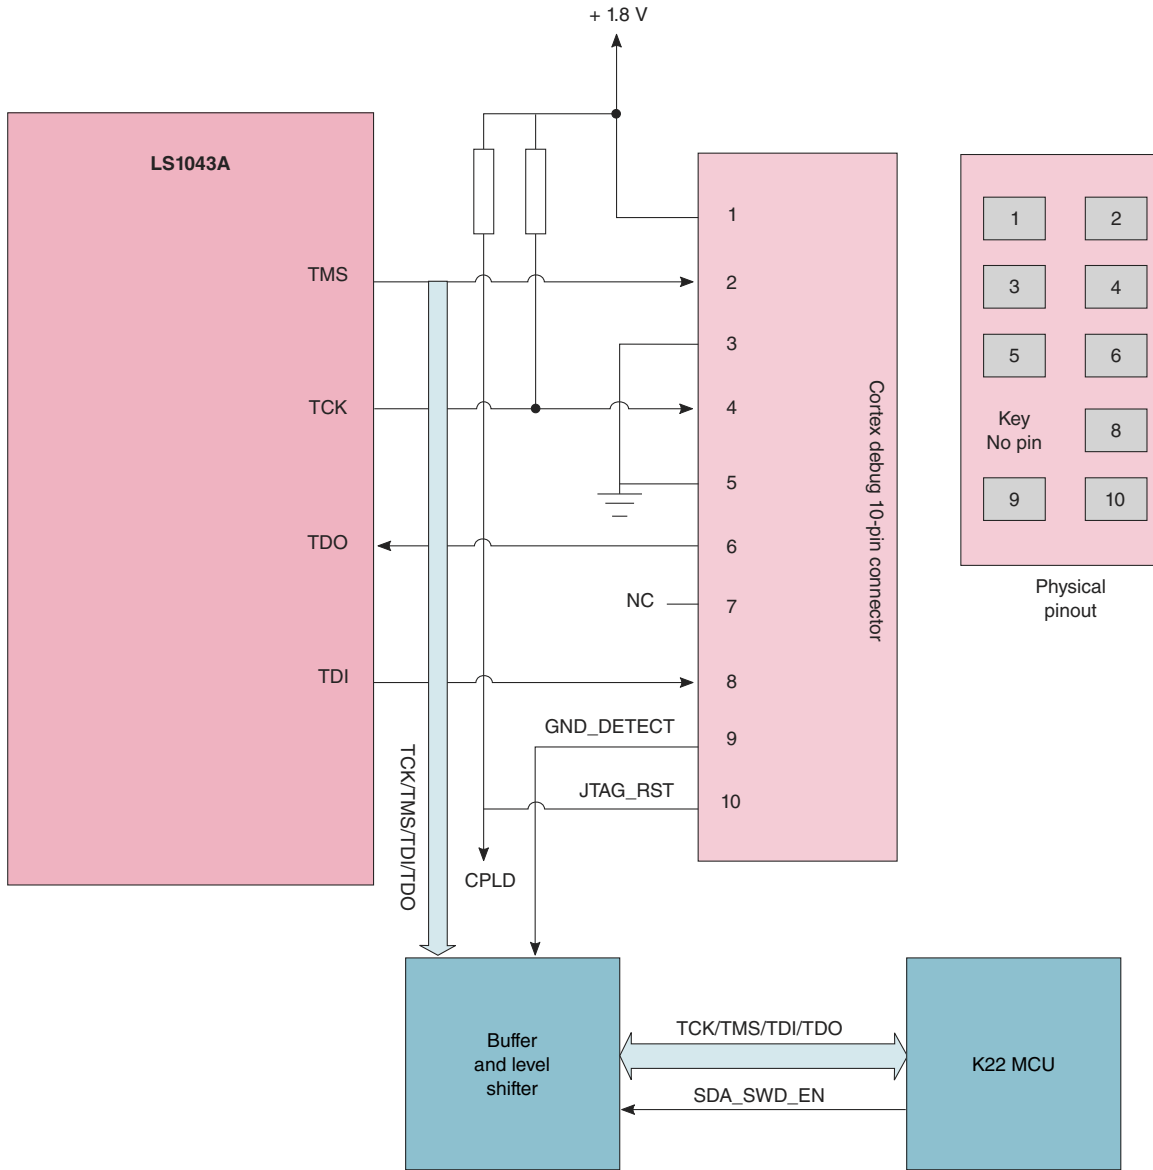 + 1.8 V
LS1043A
TMS
TCK
TDO
TDI
1
2
3
4
5
6
7
8
9
10
NC
GND_DETECT
JTAG_RST
CPLD
Cortex debug 10-pin connector
1
2
3
4
5
6
Key
No pin
8
9
10
Physical
pinout
TCK/TMS/TDI/TDO
Buffer
and level
shifter
TCK/TMS/TDI/TDO
SDA_SWD_EN
K22 MCU